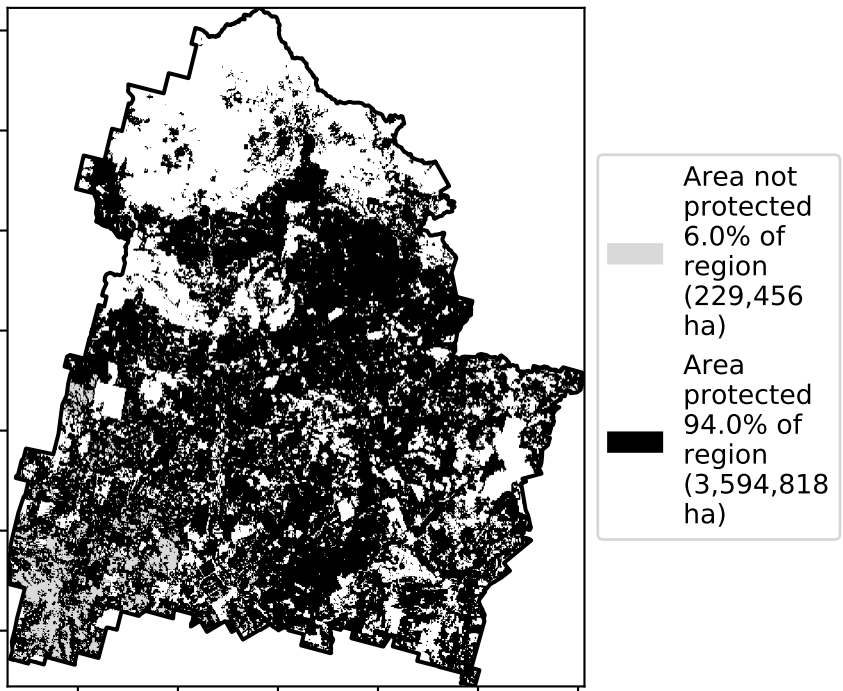 Area not
protected
6.0% of
region
(229,456
ha)
Area
protected
94.0% of
region
(3,594,818
ha)